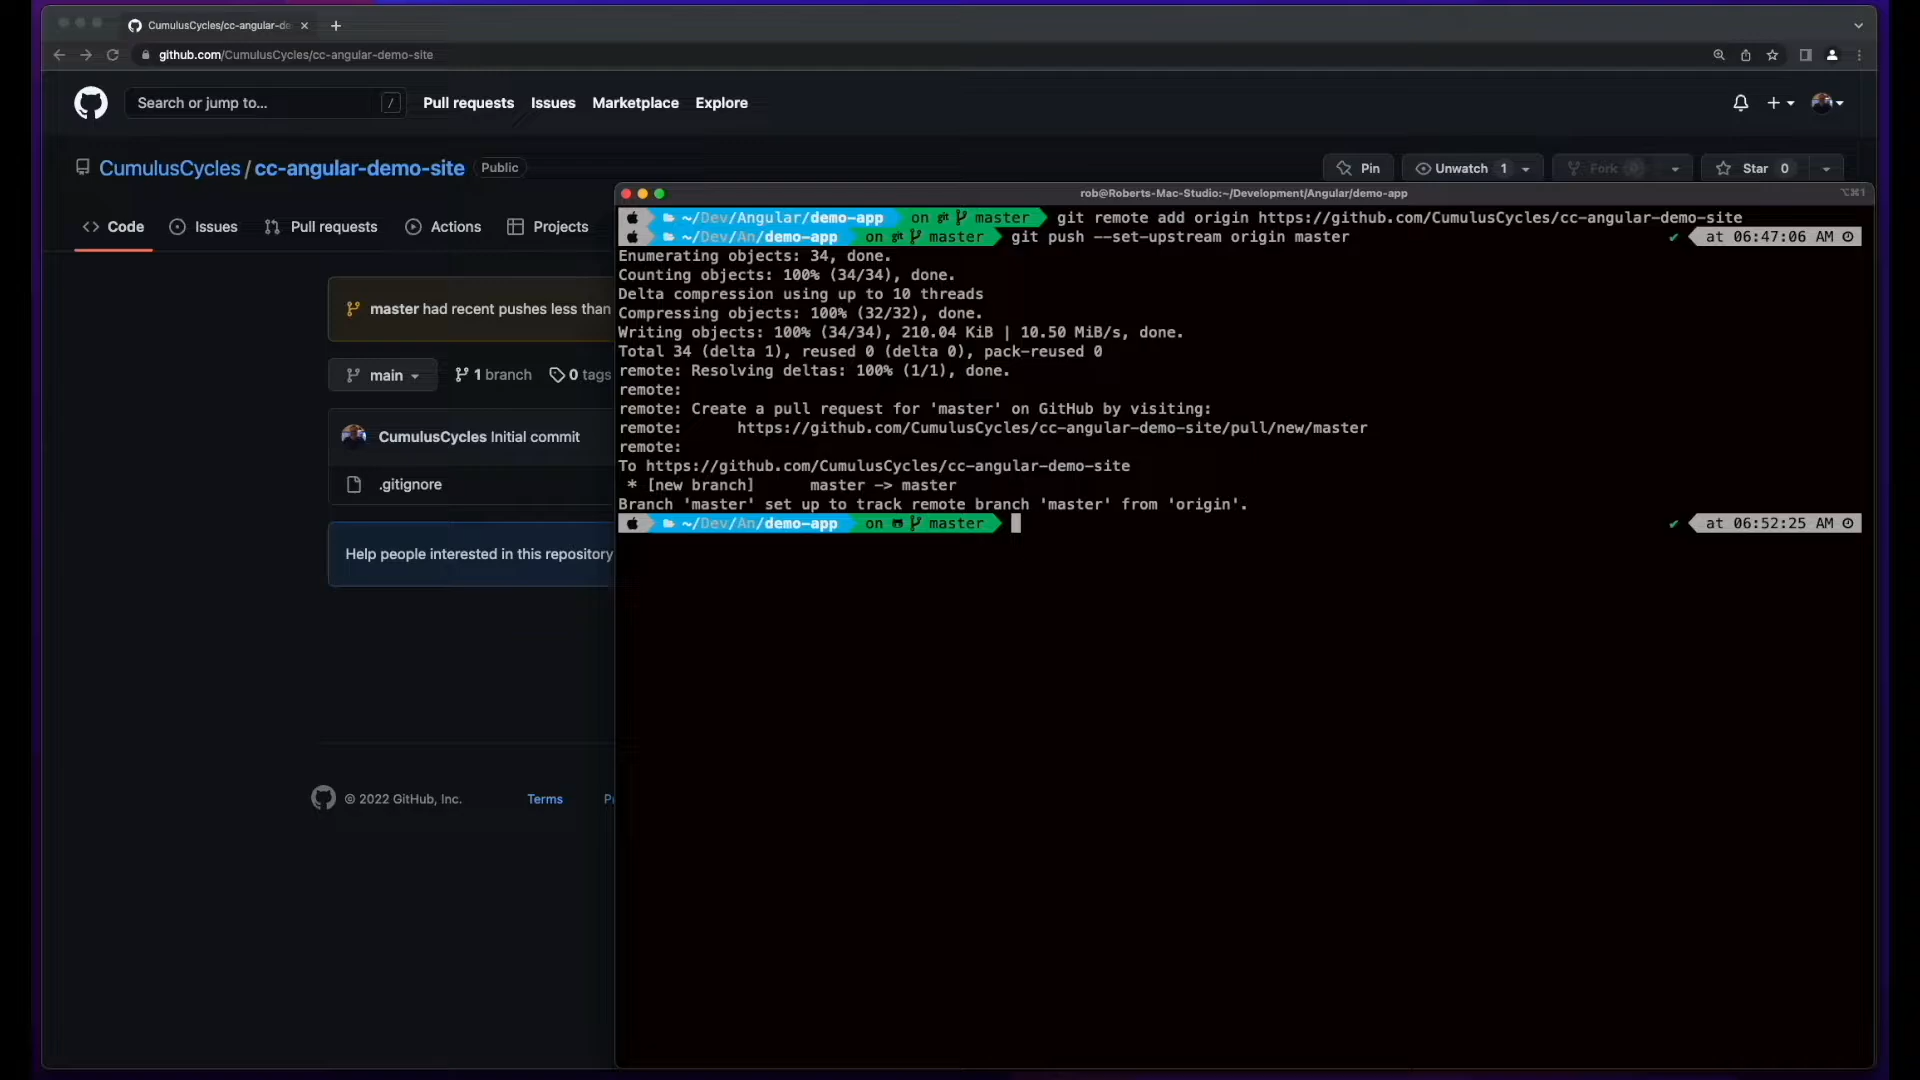 CumulusCycles/cc-angular-de
github.com/CumulusCycles/cc-angular-demo-site
Search or jump to... /
Pull requests Issues Marketplace Explore
CumulusCycles / cc-angular-demo-site Public
Pin Unwatch 1 Fork Star 0
Code Issues Pull requests Actions Projects
master had recent pushes less than
main 1 branch 0 tags
CumulusCycles Initial commit
.gitignore
Help people interested in this repository
© 2022 GitHub, Inc. Terms
rob@Roberts-Mac-Studio:~/Development/Angular/demo-app
⌥⌘1
~/Dev/Angular/demo-app on git master git remote add origin https://github.com/CumulusCycles/cc-angular-demo-site
~/Dev/An/demo-app on git master git push --set-upstream origin master ✔ at 06:47:06 AM
Enumerating objects: 34, done.
Counting objects: 100% (34/34), done.
Delta compression using up to 10 threads
Compressing objects: 100% (32/32), done.
Writing objects: 100% (34/34), 210.04 KiB | 10.50 MiB/s, done.
Total 34 (delta 1), reused 0 (delta 0), pack-reused 0
remote: Resolving deltas: 100% (1/1), done.
remote:
remote: Create a pull request for 'master' on GitHub by visiting:
remote:      https://github.com/CumulusCycles/cc-angular-demo-site/pull/new/master
remote:
To https://github.com/CumulusCycles/cc-angular-demo-site
* [new branch]      master -> master
Branch 'master' set up to track remote branch 'master' from 'origin'.
~/Dev/An/demo-app on master ✔ at 06:52:25 AM